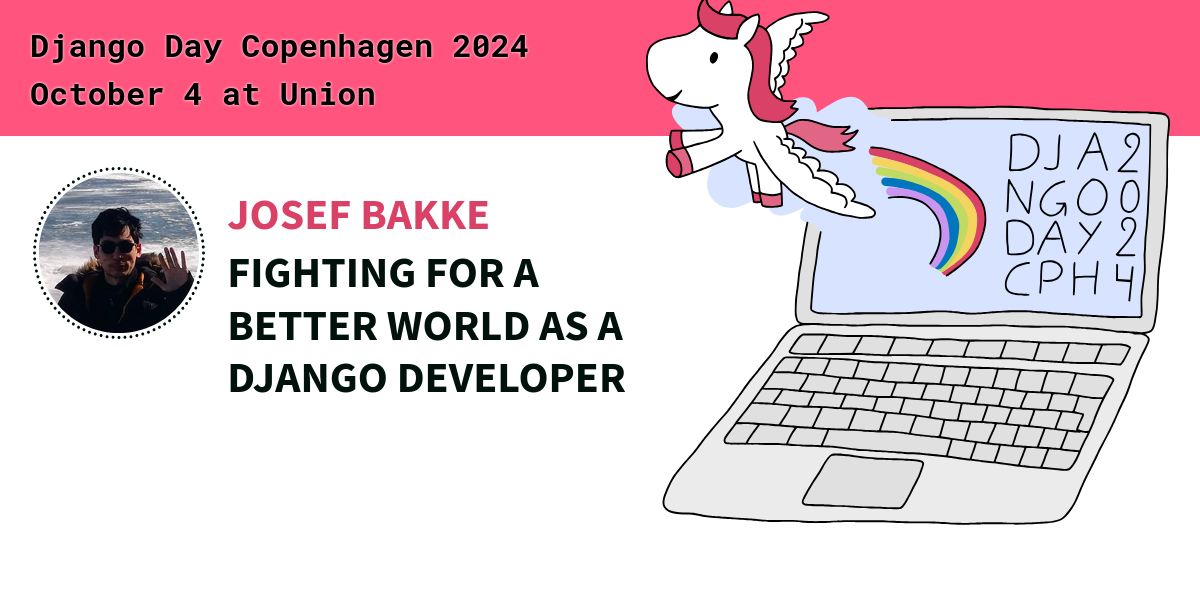 Django Day Copenhagen 2024
October 4 at Union
JOSEF BAKKE
FIGHTING FOR A
BETTER WORLD AS A
DJANGO DEVELOPER
DJA2
NGO0
DAY2
CPH4